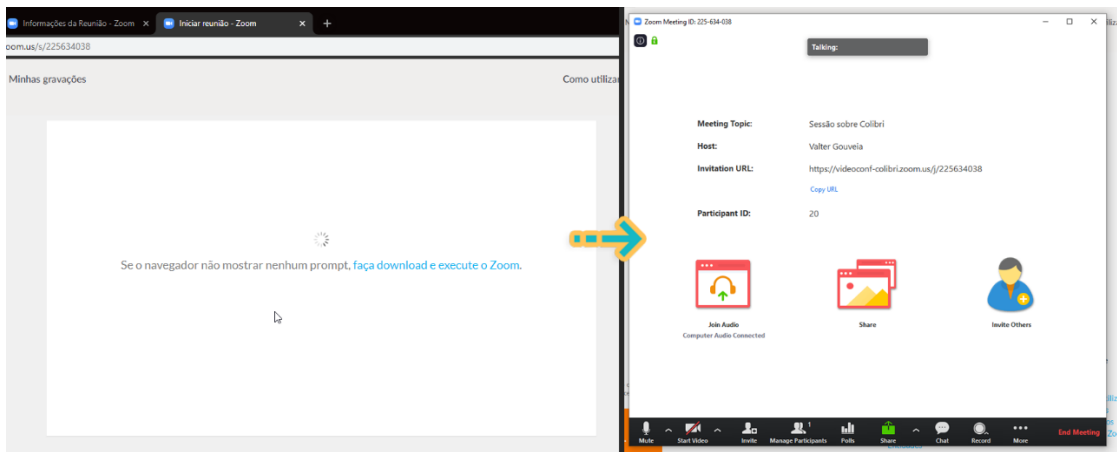 Informações da Reunião - Zoom
Iniciar reunião - Zoom
oom.us/s/225634038
Minhas gravações
Como utiliza
Se o navegador não mostrar nenhum prompt, faça download e execute o Zoom.
Zoom Meeting ID: 225-634-038
Talking:
Meeting Topic: Sessão sobre Colibri
Host: Valter Gouveia
Invitation URL: https://videoconf-colibri.zoom.us/j/225634038
Copy URL
Participant ID: 20
Join Audio Share Invite Others
Computer Audio Connected
Mute Start Video Invite Manage Participants 1 Polls Share Chat Record More End Meeting